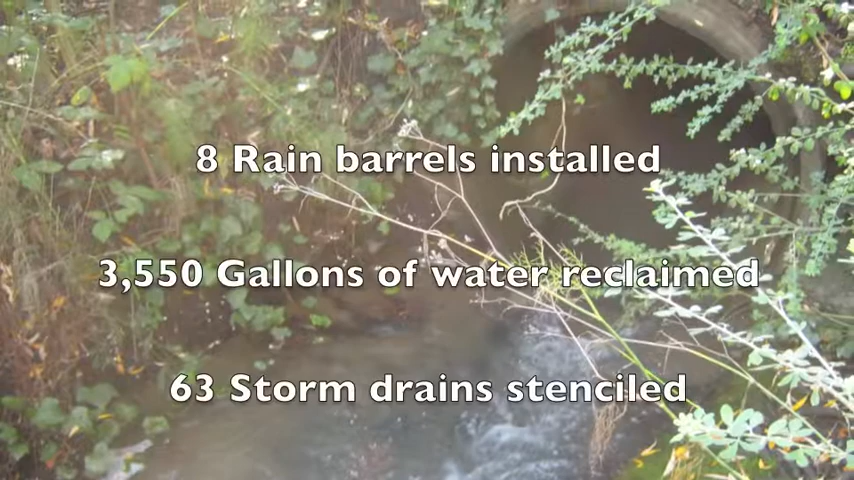 8 Rain barrels installed
3,550 Gallons of water reclaimed
63 Storm drains stenciled